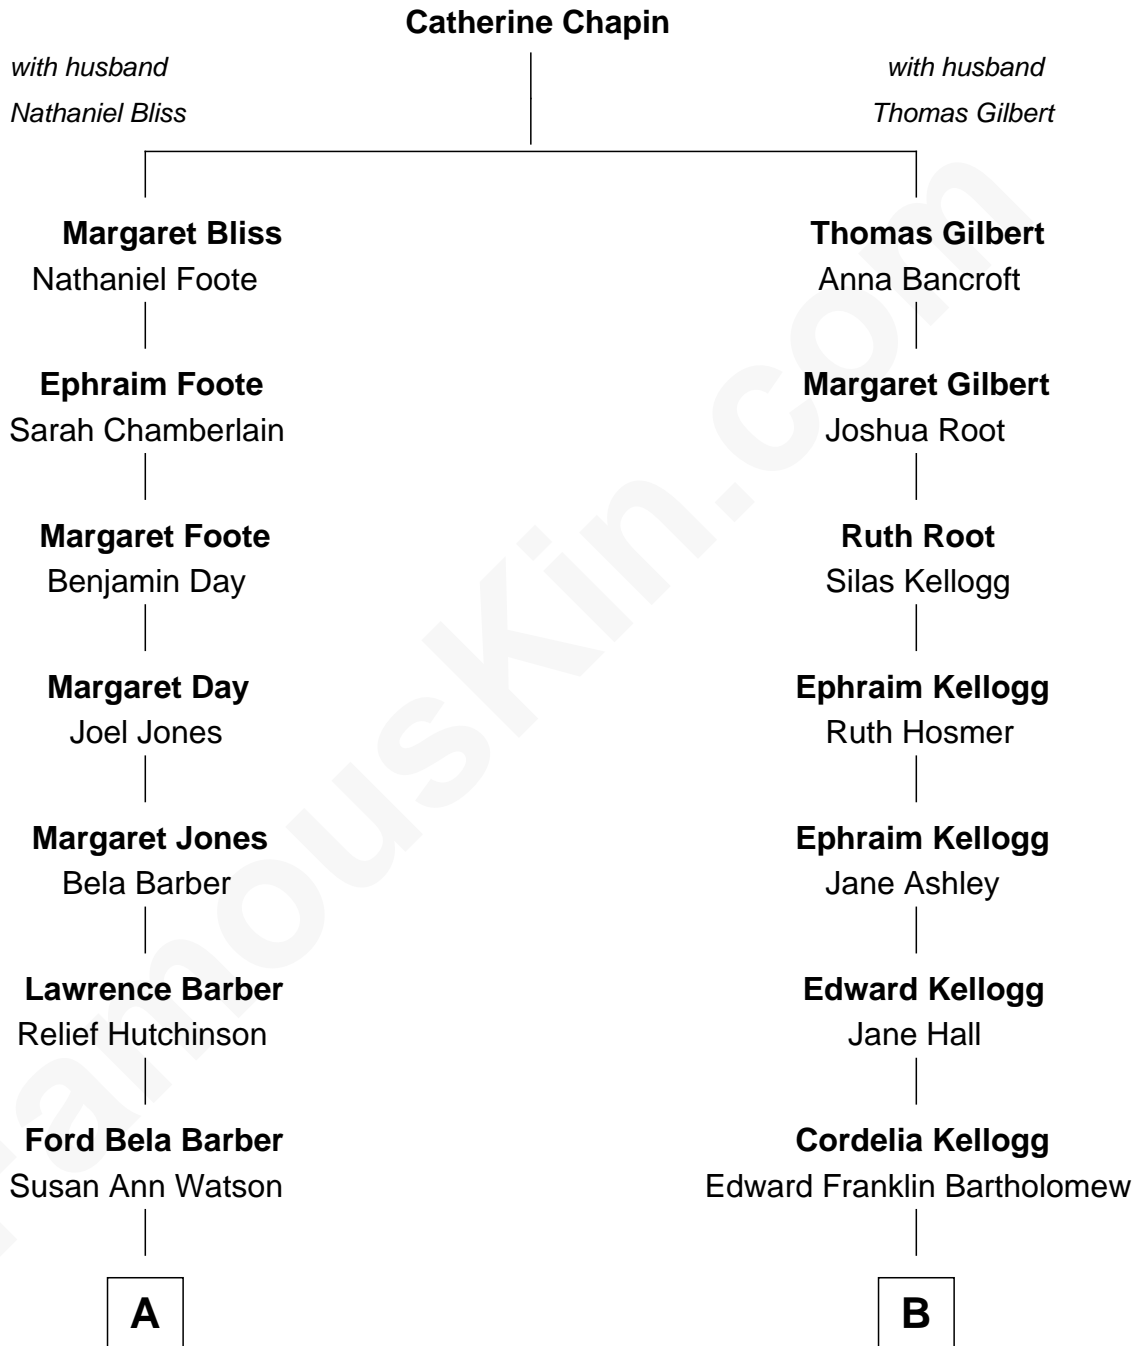 Catherine Chapin
with husband
Nathaniel Bliss
with husband
Thomas Gilbert
Margaret Bliss
Nathaniel Foote
Thomas Gilbert
Anna Bancroft
Ephraim Foote
Sarah Chamberlain
Margaret Gilbert
Joshua Root
Margaret Foote
Benjamin Day
Ruth Root
Silas Kellogg
Margaret Day
Joel Jones
Ephraim Kellogg
Ruth Hosmer
Margaret Jones
Bela Barber
Ephraim Kellogg
Jane Ashley
Lawrence Barber
Relief Hutchinson
Edward Kellogg
Jane Hall
Ford Bela Barber
Susan Ann Watson
Cordelia Kellogg
Edward Franklin Bartholomew
A
B
FamousKin.com